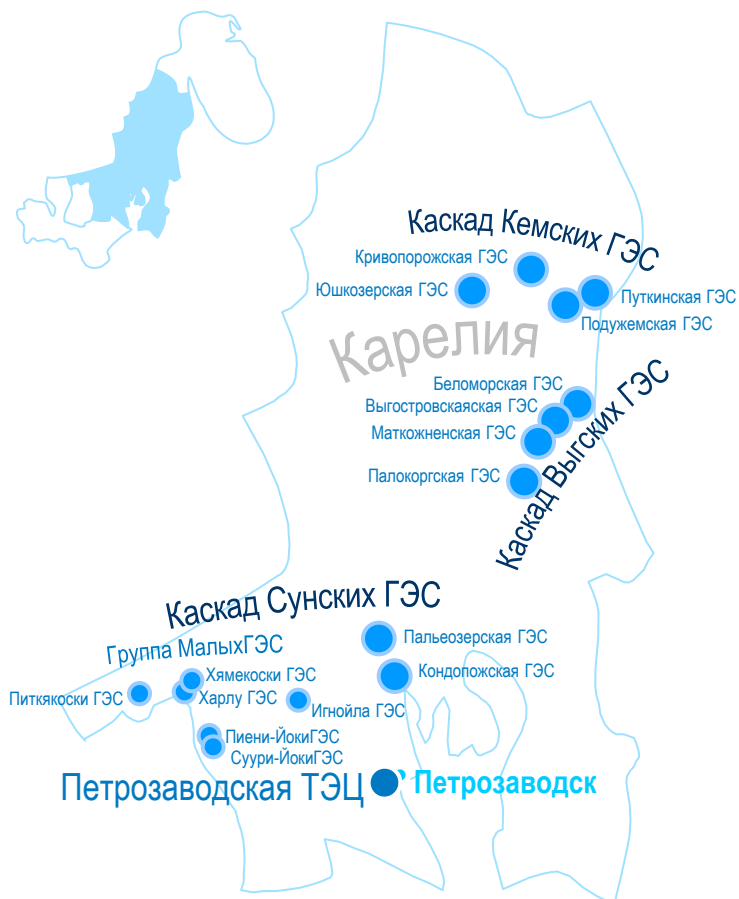 Каскад Кемских ГЭС
Кривопорожская ГЭС
Юшкозерская ГЭС
Путкинская ГЭС
Подужемская ГЭС
Карелия
Беломорская ГЭС
Выгостровскаяская ГЭС
Маткожненская ГЭС
Палокоргская ГЭС
Каскад Выгских ГЭС
Каскад Сунских ГЭС
Пальеозерская ГЭС
Группа МалыхГЭС
Кондопожская ГЭС
Хямекоски ГЭС
Питкякоски ГЭС
Харлу ГЭС
Игнойла ГЭС
Пиени-ЙокиГЭС
Суури-ЙокиГЭС
Петрозаводская ТЭЦ
Петрозаводск